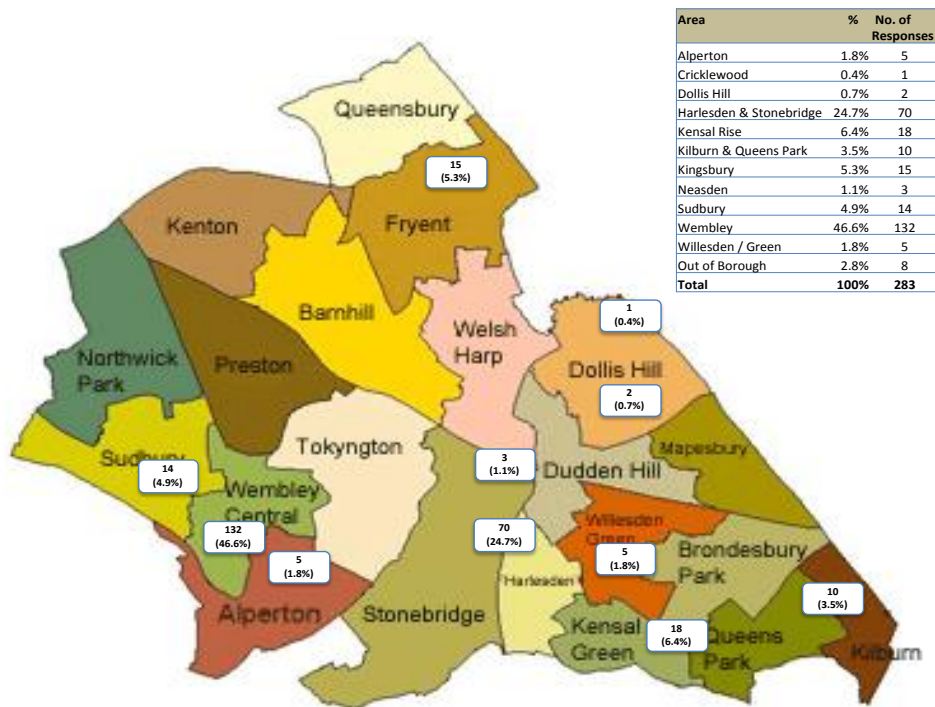 Area % No. of
Responses
Alperton 1.8% 5
Cricklewood 0.4% 1
Dollis Hill 0.7% 2
Harlesden & Stonebridge 24.7% 70
Kensal Rise 6.4% 18
Kilburn & Queens Park 3.5% 10
Kingsbury 5.3% 15
Neasden 1.1% 3
Sudbury 4.9% 14
Wembley 46.6% 132
Willesden / Green 1.8% 5
Out of Borough 2.8% 8
Total 100% 283
Queensbury
15
(5.3%)
Kenton
Fryent
Barnhill
1
(0.4%)
Welsh
Harp
Northwick
Park
Preston
Dollis Hill
2
(0.7%)
Tokyngton
Mapesbury
Sudbury
14
(4.9%)
3
(1.1%)
Dudden Hill
Wembley
Central
132
(46.6%)
70
(24.7%)
Willesden
Green
5
(1.8%)
5
(1.8%)
Brondesbury
Park
Harlesden
10
(3.5%)
Alperton
Stonebridge
Kensal
Green
18
(6.4%)
Queens
Park
Kilburn